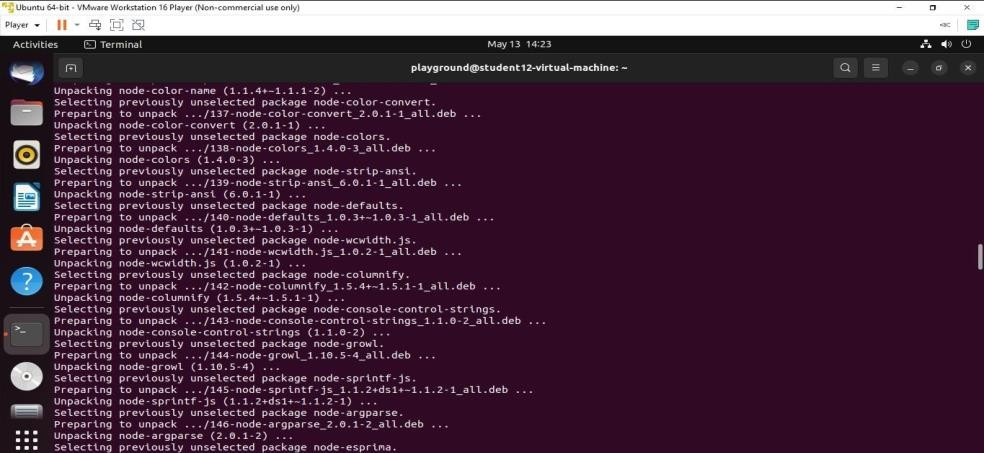 Ubuntu 64-bit - VMware Workstation 16 Player (Non-commercial use only)
Player
Activities
Terminal
May 13 14:23
playground@student12-virtual-machine: ~
Unpacking node-color-name (1.1.4+~1.1.1-2) ...
Selecting previously unselected package node-color-convert.
Preparing to unpack .../137-node-color-convert_2.0.1-1_all.deb ...
Unpacking node-color-convert (2.0.1-1) ...
Selecting previously unselected package node-colors.
Preparing to unpack .../138-node-colors_1.4.0-3_all.deb ...
Unpacking node-colors (1.4.0-3) ...
Selecting previously unselected package node-strip-ansi.
Preparing to unpack .../139-node-strip-ansi_6.0.1-1_all.deb ...
Unpacking node-strip-ansi (6.0.1-1) ...
Selecting previously unselected package node-defaults.
Preparing to unpack .../140-node-defaults_1.0.3+~1.0.3-1_all.deb ...
Unpacking node-defaults (1.0.3+~1.0.3-1) ...
Selecting previously unselected package node-wcwidth.js.
Preparing to unpack .../141-node-wcwidth.js_1.0.2-1_all.deb ...
Unpacking node-wcwidth.js (1.0.2-1) ...
Selecting previously unselected package node-columnify.
Preparing to unpack .../142-node-columnify_1.5.4+~1.5.1-1_all.deb ...
Unpacking node-columnify (1.5.4+~1.5.1-1) ...
Selecting previously unselected package node-console-control-strings.
Preparing to unpack .../143-node-console-control-strings_1.1.0-2_all.deb ...
Unpacking node-console-control-strings (1.1.0-2) ...
Selecting previously unselected package node-growl.
Preparing to unpack .../144-node-growl_1.10.5-4_all.deb ...
Unpacking node-growl (1.10.5-4) ...
Selecting previously unselected package node-sprintf-js.
Preparing to unpack .../145-node-sprintf-js_1.1.2+ds1+~1.1.2-1_all.deb ...
Unpacking node-sprintf-js (1.1.2+ds1+~1.1.2-1) ...
Selecting previously unselected package node-argparse.
Preparing to unpack .../146-node-argparse_2.0.1-2_all.deb ...
Unpacking node-argparse (2.0.1-2) ...
Selecting previously unselected package node-esprima.